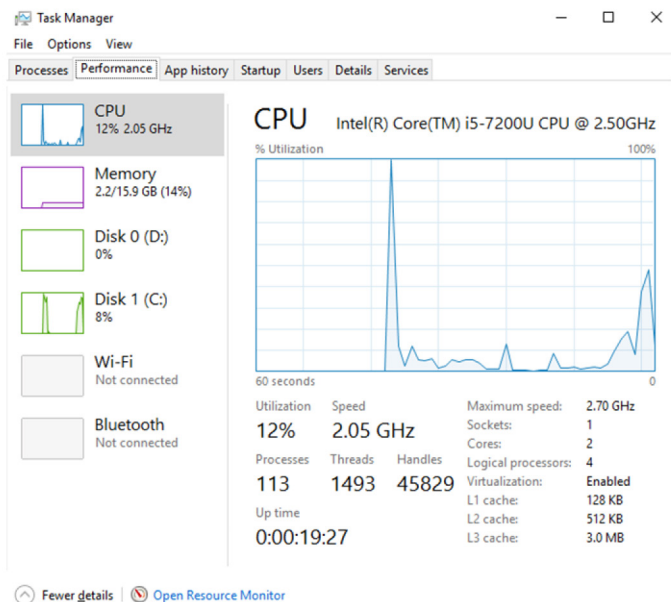 Task Manager
File Options View
Processes Performance App history Startup Users Details Services
CPU
12% 2.05 GHz
Memory
2.2/15.9 GB (14%)
Disk 0 (D:)
0%
Disk 1 (C:)
8%
Wi-Fi
Not connected
Bluetooth
Not connected
CPU Intel(R) Core(TM) i5-7200U CPU @ 2.50GHz
% Utilization 100%
60 seconds 0
Utilization Speed
12% 2.05 GHz
Processes Threads Handles
113 1493 45829
Up time
0:00:19:27
Maximum speed: 2.70 GHz
Sockets: 1
Cores: 2
Logical processors: 4
Virtualization: Enabled
L1 cache: 128 KB
L2 cache: 512 KB
L3 cache: 3.0 MB
Fewer details Open Resource Monitor